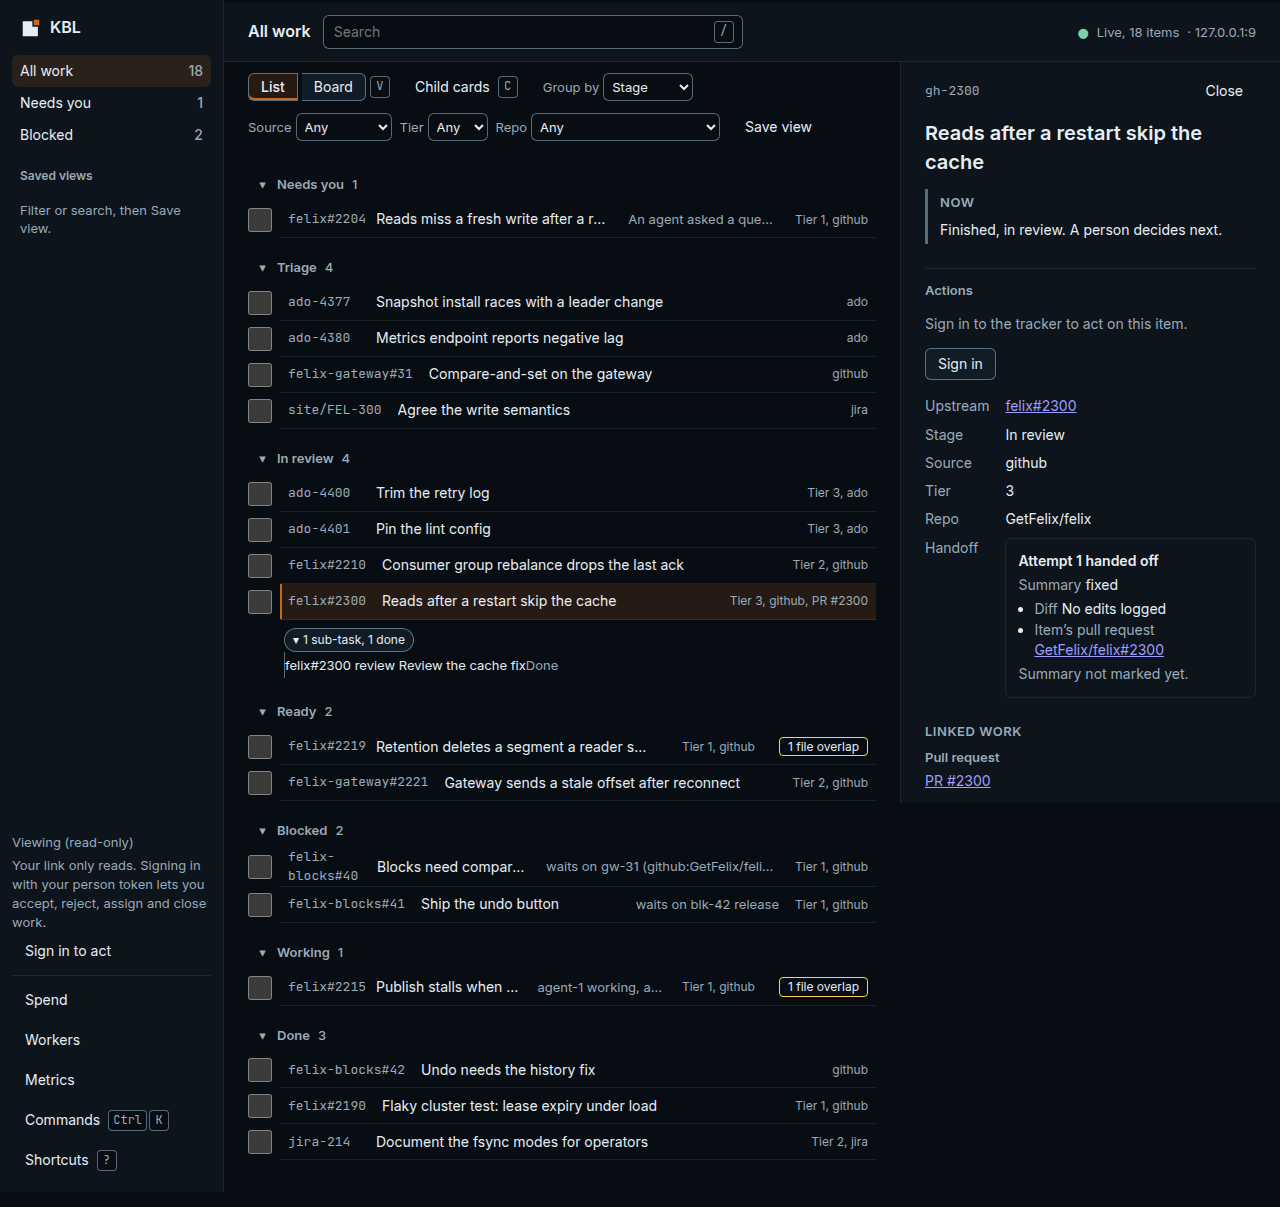 KBL
All work 18
Needs you 1
Blocked 2
Saved views
Filter or search, then Save
view.
Viewing (read-only)
Your link only reads. Signing in
with your person token lets you
accept, reject, assign and close
work.
Sign in to act
Spend
Workers
Metrics
Commands Ctrl K
Shortcuts ?
All work Search /
Live, 18 items · 127.0.0.1:9
List Board V Child cards C Group by Stage
Source Any Tier Any Repo Any Save view
▾ Needs you 1
felix#2204 Reads miss a fresh write after a r... An agent asked a que... Tier 1, github
▾ Triage 4
ado-4377 Snapshot install races with a leader change ado
ado-4380 Metrics endpoint reports negative lag ado
felix-gateway#31 Compare-and-set on the gateway github
site/FEL-300 Agree the write semantics jira
▾ In review 4
ado-4400 Trim the retry log Tier 3, ado
ado-4401 Pin the lint config Tier 3, ado
felix#2210 Consumer group rebalance drops the last ack Tier 2, github
felix#2300 Reads after a restart skip the cache Tier 3, github, PR #2300
▾ 1 sub-task, 1 done
felix#2300 review Review the cache fixDone
▾ Ready 2
felix#2219 Retention deletes a segment a reader s... Tier 1, github 1 file overlap
felix-gateway#2221 Gateway sends a stale offset after reconnect Tier 2, github
▾ Blocked 2
felix-
blocks#40 Blocks need compar... waits on gw-31 (github:GetFelix/feli... Tier 1, github
felix-blocks#41 Ship the undo button waits on blk-42 release Tier 1, github
▾ Working 1
felix#2215 Publish stalls when ... agent-1 working, a... Tier 1, github 1 file overlap
▾ Done 3
felix-blocks#42 Undo needs the history fix github
felix#2190 Flaky cluster test: lease expiry under load Tier 1, github
jira-214 Document the fsync modes for operators Tier 2, jira
gh-2300 Close
Reads after a restart skip the
cache
NOW
Finished, in review. A person decides next.
Actions
Sign in to the tracker to act on this item.
Sign in
Upstream felix#2300
Stage In review
Source github
Tier 3
Repo GetFelix/felix
Handoff Attempt 1 handed off
Summary fixed
• Diff No edits logged
• Item's pull request
GetFelix/felix#2300
Summary not marked yet.
LINKED WORK
Pull request
PR #2300